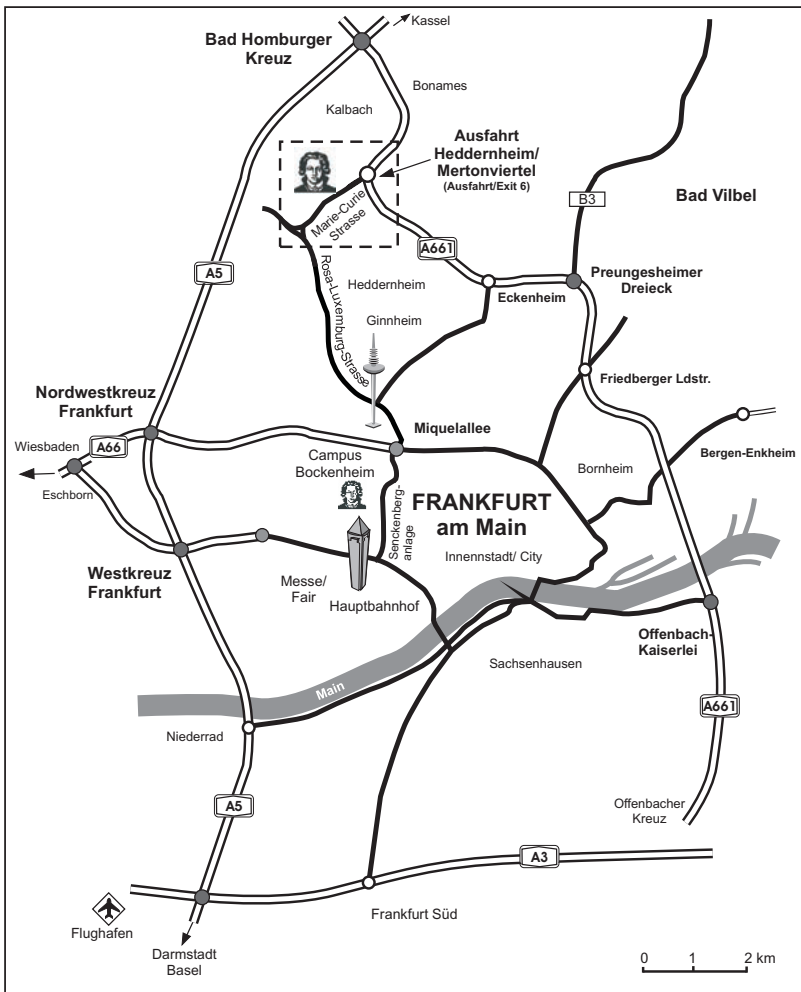 Kassel
Bad Homburger
Kreuz
Bonames
Kalbach
Ausfahrt
Heddernheim/
Mertonviertel
(Ausfahrt/Exit 6)
B3
Bad Vilbel
Marie-Curie
Strasse
A661
A5
Rosa-Luxemburg-Strasse
Heddernheim
Preungesheimer
Dreieck
Eckenheim
Ginnheim
Friedberger Ldstr.
Nordwestkreuz
Frankfurt
Miquelallee
Wiesbaden
A66
Eschborn
Campus
Bockenheim
Bornheim
Bergen-Enkheim
Senckenberg-
anlage
FRANKFURT
am Main
Innennstadt/ City
Westkreuz
Frankfurt
Messe/
Fair
Hauptbahnhof
Offenbach-
Kaiserlei
Sachsenhausen
Main
A661
Niederrad
A5
Offenbacher
Kreuz
A3
Frankfurt Süd
Flughafen
Darmstadt
Basel
0 1 2 km